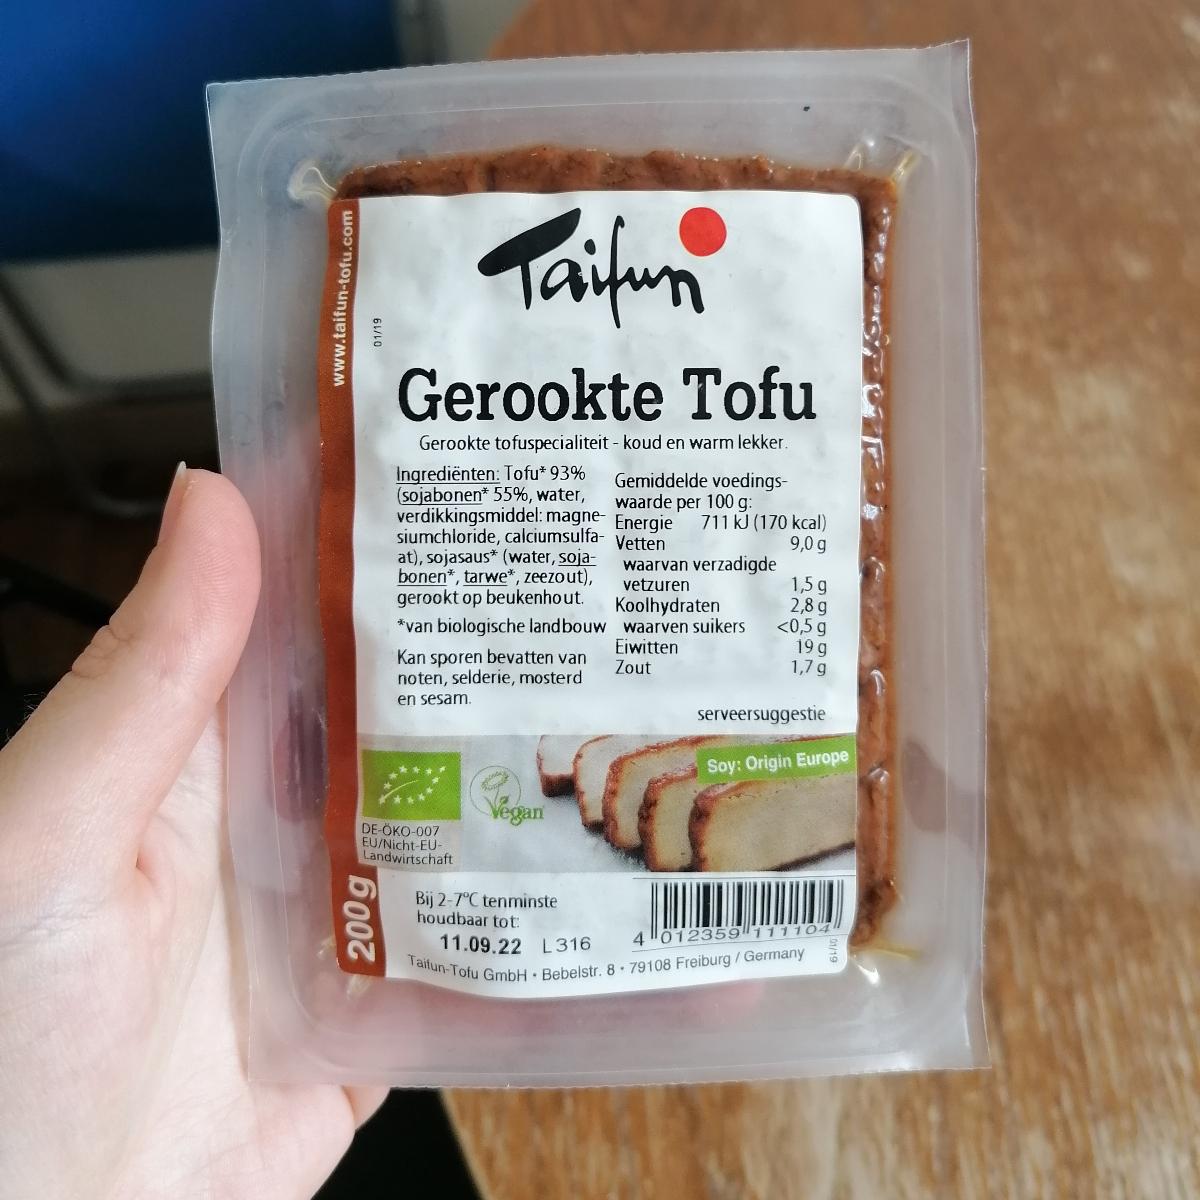 www.taifun-tofu.com
01/19
Taifun
Gerookte Tofu
Gerookte tofuspecialiteit - koud en warm lekker.
Ingrediënten: Tofu* 93%
(sojabonen* 55%, water,
verdikkingsmiddel: magne-
siumchloride, calciumsulfa-
at), sojasaus* (water, soja-
bonen*, tarwe*, zeezout),
gerookt op beukenhout.
*van biologische landbouw
Kan sporen bevatten van
noten, selderie, mosterd
en sesam.
Gemiddelde voedings-
waarde per 100 g:
Energie 711 kJ (170 kcal)
Vetten 9,0 g
waarvan verzadigde
vetzuren 1,5 g
Koolhydraten 2,8 g
waarven suikers <0,5 g
Eiwitten 19 g
Zout 1,7 g
serveersuggestie
Soy: Origin Europe
Vegan
DE-ÖKO-007
EU/Nicht-EU-
Landwirtschaft
200g
Bij 2-7°C tenminste
houdbaar tot:
11.09.22 L316
4 012359 111104
01/19
Taifun-Tofu GmbH • Bebelstr. 8 • 79108 Freiburg / Germany